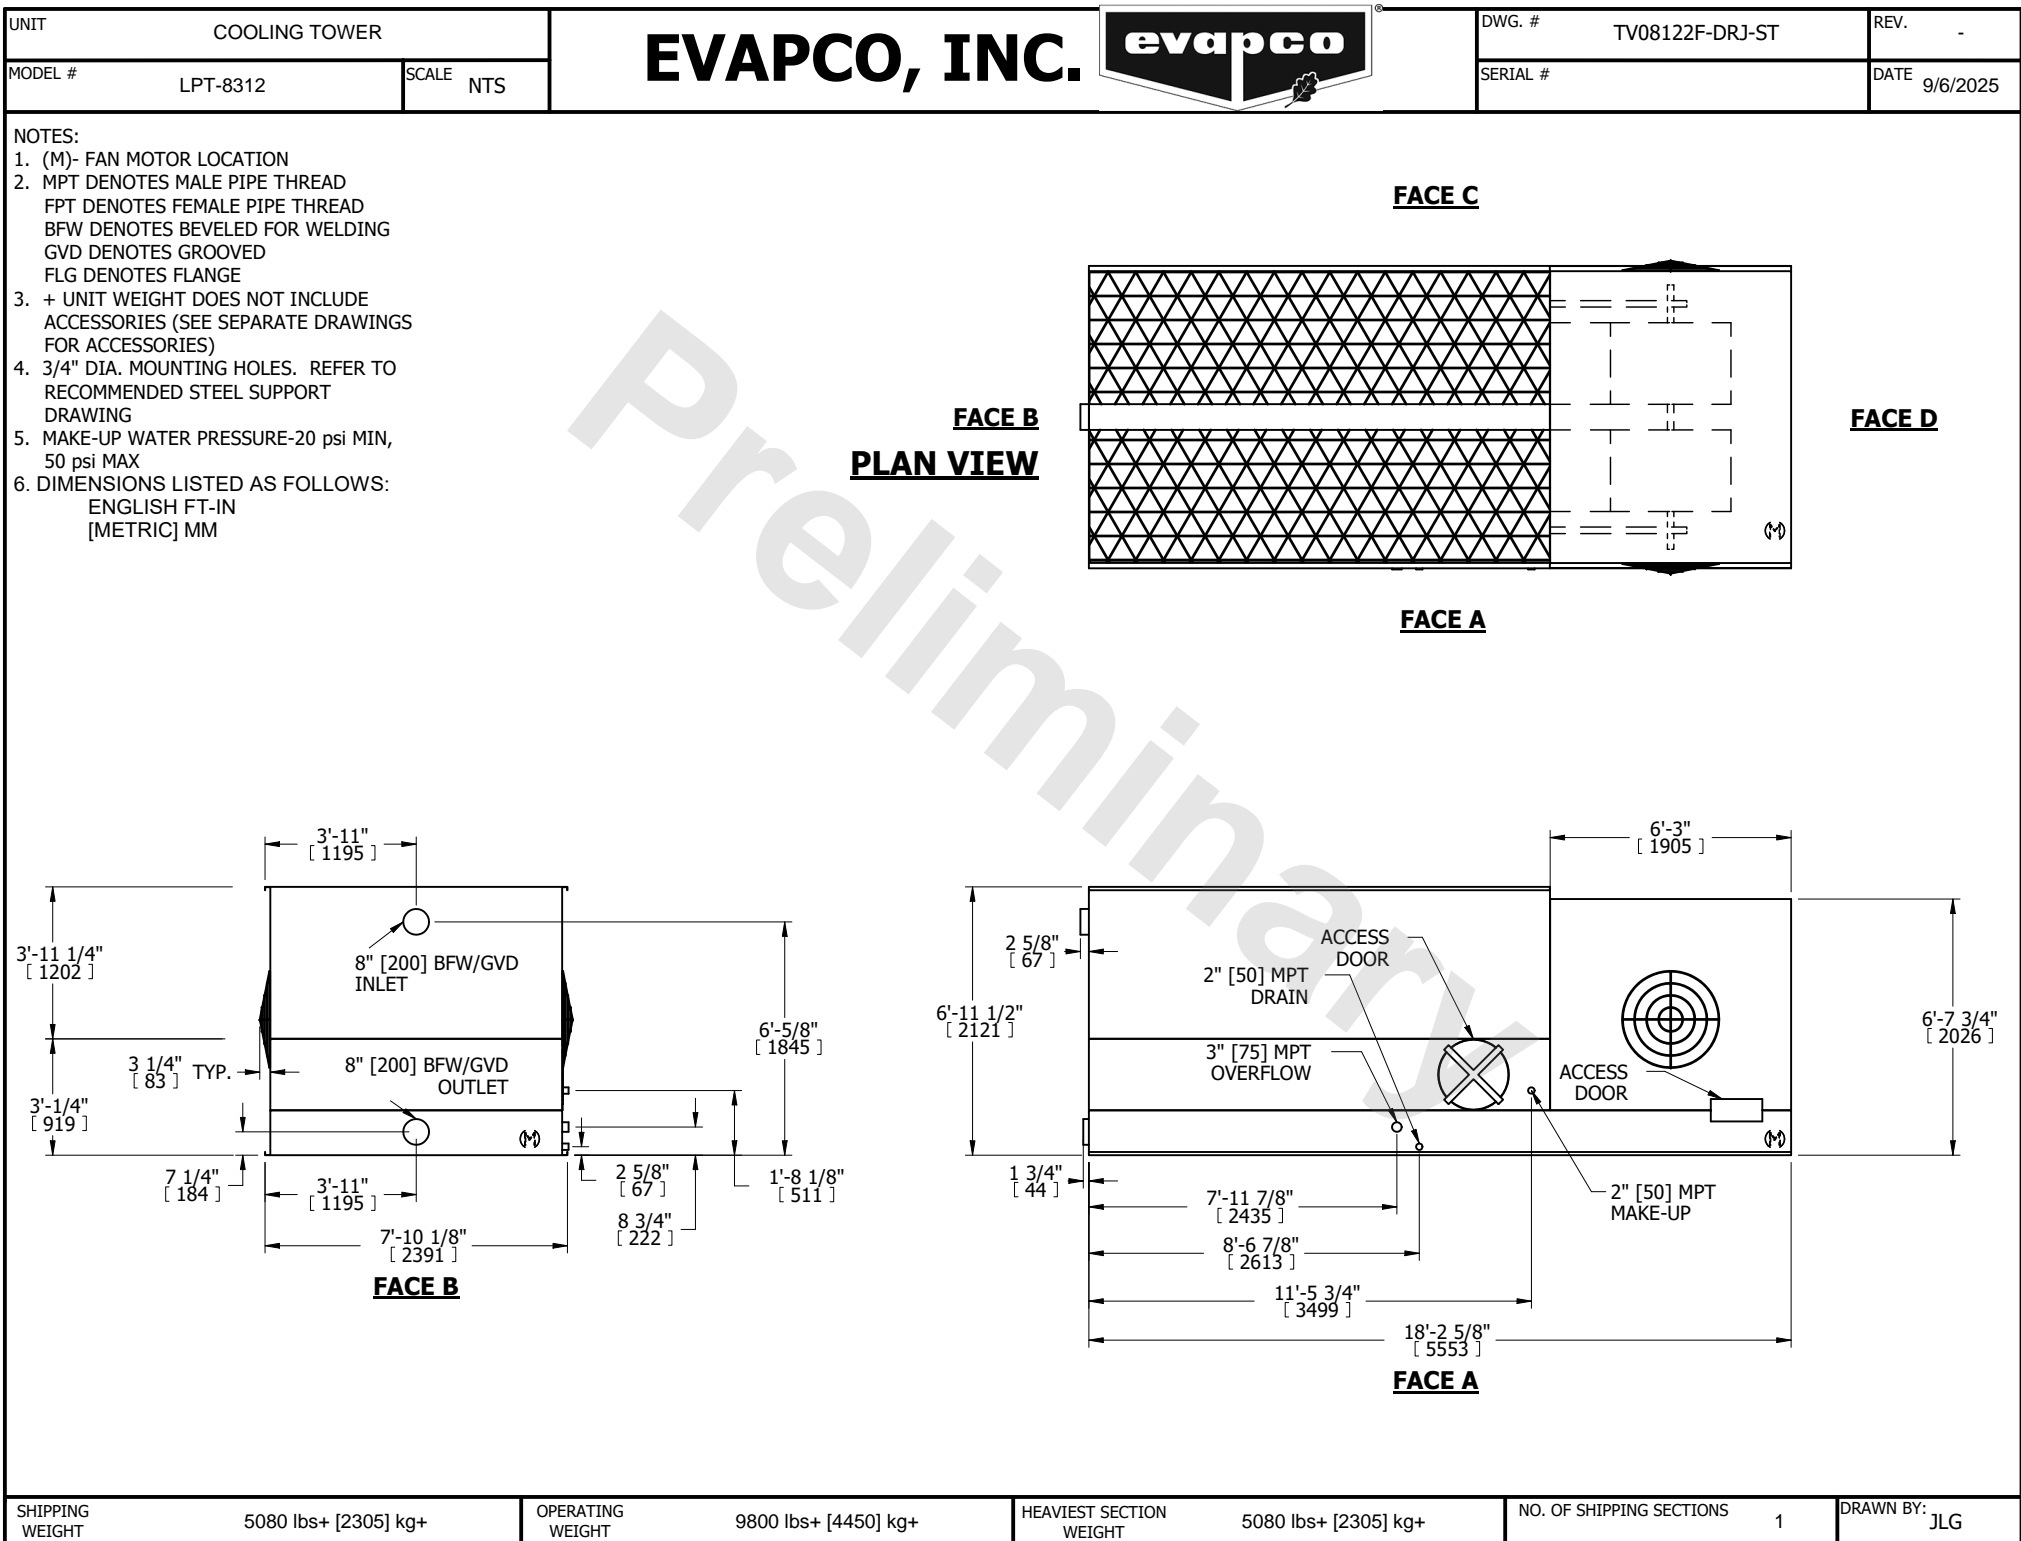 UNIT
COOLING TOWER
MODEL #
LPT-8312
SCALE
NTS
EVAPCO, INC.
evapco
®
DWG. #
TV08122F-DRJ-ST
REV.
-
SERIAL #
DATE
9/6/2025
NOTES:
1. (M)- FAN MOTOR LOCATION
2. MPT DENOTES MALE PIPE THREAD
FPT DENOTES FEMALE PIPE THREAD
BFW DENOTES BEVELED FOR WELDING
GVD DENOTES GROOVED
FLG DENOTES FLANGE
3. + UNIT WEIGHT DOES NOT INCLUDE
ACCESSORIES (SEE SEPARATE DRAWINGS
FOR ACCESSORIES)
4. 3/4" DIA. MOUNTING HOLES. REFER TO
RECOMMENDED STEEL SUPPORT
DRAWING
5. MAKE-UP WATER PRESSURE-20 psi MIN,
50 psi MAX
6. DIMENSIONS LISTED AS FOLLOWS:
ENGLISH FT-IN
[METRIC] MM
Preliminary
FACE C
FACE B
PLAN VIEW
FACE D
(M)
FACE A
3'-11"
[ 1195 ]
3'-11 1/4"
[ 1202 ]
8" [200] BFW/GVD
INLET
6'-5/8"
[ 1845 ]
3 1/4"
[ 83 ]
TYP.
8" [200] BFW/GVD
OUTLET
3'-1/4"
[ 919 ]
(M)
7 1/4"
[ 184 ]
3'-11"
[ 1195 ]
2 5/8"
[ 67 ]
1'-8 1/8"
[ 511 ]
8 3/4"
[ 222 ]
7'-10 1/8"
[ 2391 ]
FACE B
6'-3"
[ 1905 ]
2 5/8"
[ 67 ]
ACCESS
DOOR
2" [50] MPT
DRAIN
6'-11 1/2"
[ 2121 ]
6'-7 3/4"
[ 2026 ]
3" [75] MPT
OVERFLOW
ACCESS
DOOR
(M)
1 3/4"
[ 44 ]
2" [50] MPT
MAKE-UP
7'-11 7/8"
[ 2435 ]
8'-6 7/8"
[ 2613 ]
11'-5 3/4"
[ 3499 ]
18'-2 5/8"
[ 5553 ]
FACE A
SHIPPING
WEIGHT
5080 lbs+ [2305] kg+
OPERATING
WEIGHT
9800 lbs+ [4450] kg+
HEAVIEST SECTION
WEIGHT
5080 lbs+ [2305] kg+
NO. OF SHIPPING SECTIONS
1
DRAWN BY:
JLG